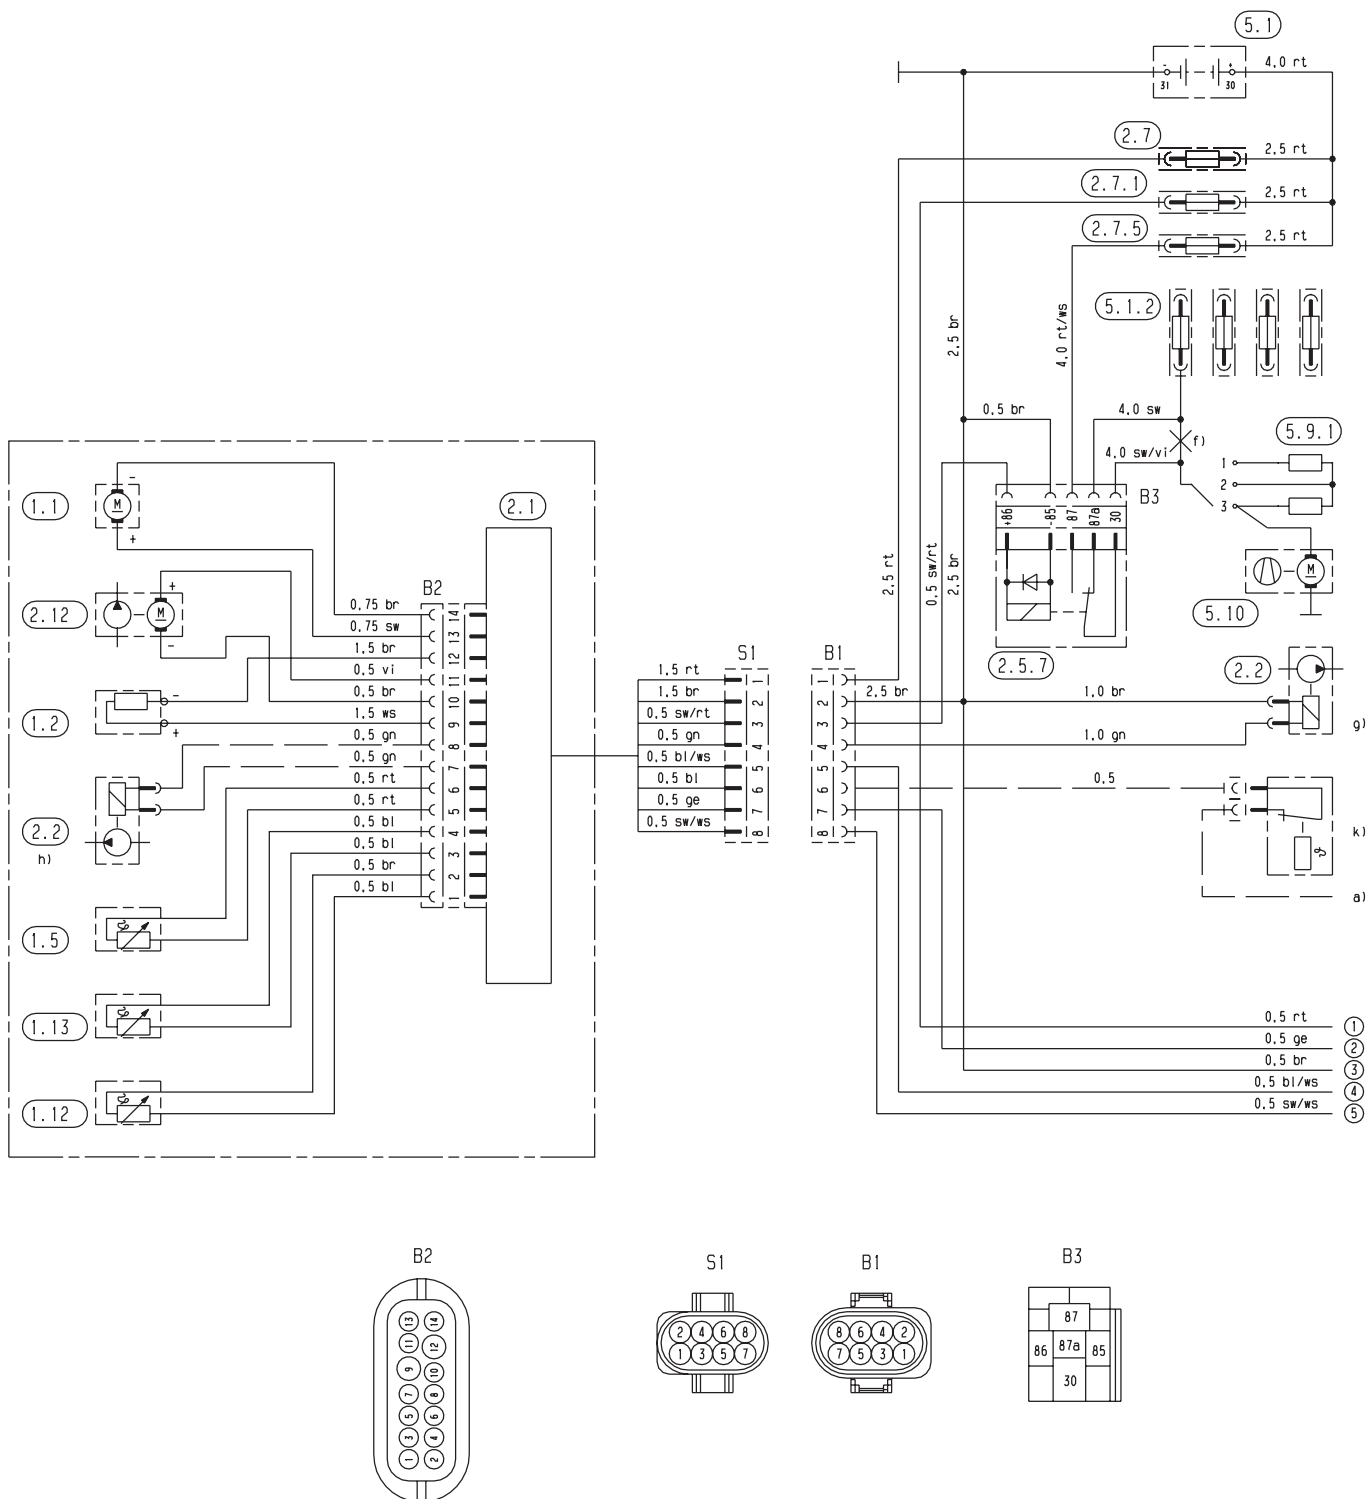 5.1
4,0 rt
-
+
31
30
2.7
2,5 rt
2.7.1
2,5 rt
2.7.5
2,5 rt
5.1.2
2,5 br
4,0 rt/ws
0,5 br
4,0 sw
f)
4,0 sw/vi
5.9.1
1
2
3
B3
+86
-85
87
87a
30
2,5 rt
0,5 sw/rt
2,5 br
M
5.10
2.5.7
1.1
-
M
+
2.1
2.12
+
M
-
B2
0,75 br
14
0,75 sw
13
1,5 br
12
0,5 vi
11
0,5 br
10
1,5 ws
9
0,5 gn
8
0,5 gn
7
0,5 rt
6
0,5 rt
5
0,5 bl
4
0,5 bl
3
0,5 br
2
0,5 bl
1
1.2
-
+
2.2
h)
1.5
ϑ
1.13
ϑ
1.12
ϑ
S1
1,5 rt
1
1,5 br
2
0,5 sw/rt
3
0,5 gn
4
0,5 bl/ws
5
0,5 bl
6
0,5 ge
7
0,5 sw/ws
8
B1
1
2
3
4
5
6
7
8
2,5 br
1,0 br
2.2
g)
1,0 gn
0,5
k)
ϑ
a)
0,5 rt
1
0,5 ge
2
0,5 br
3
0,5 bl/ws
4
0,5 sw/ws
5
B2
13 14
11 12
9 10
7 8
5 6
3 4
1 2
S1
2 4 6 8
1 3 5 7
B1
8 6 4 2
7 5 3 1
B3
87
86 87a 85
30